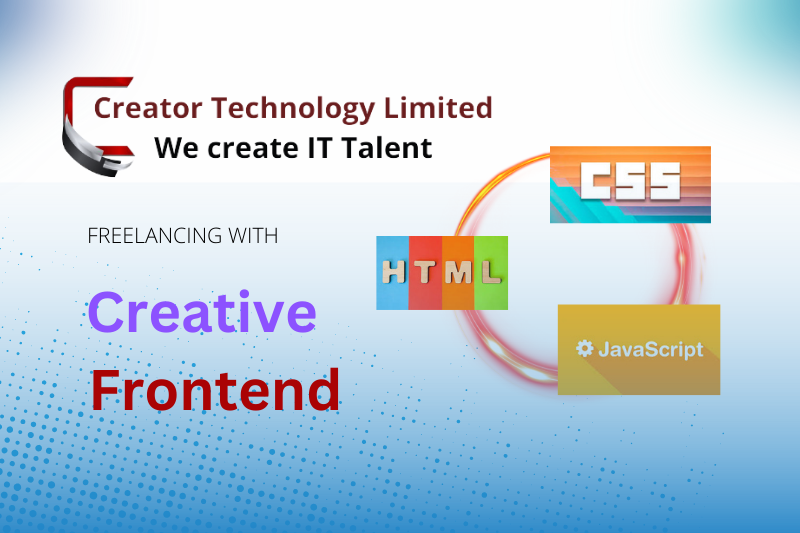 Creator Technology Limited
We create IT Talent
FREELANCING WITH
Creative
Frontend
HTML
CSS
JavaScript